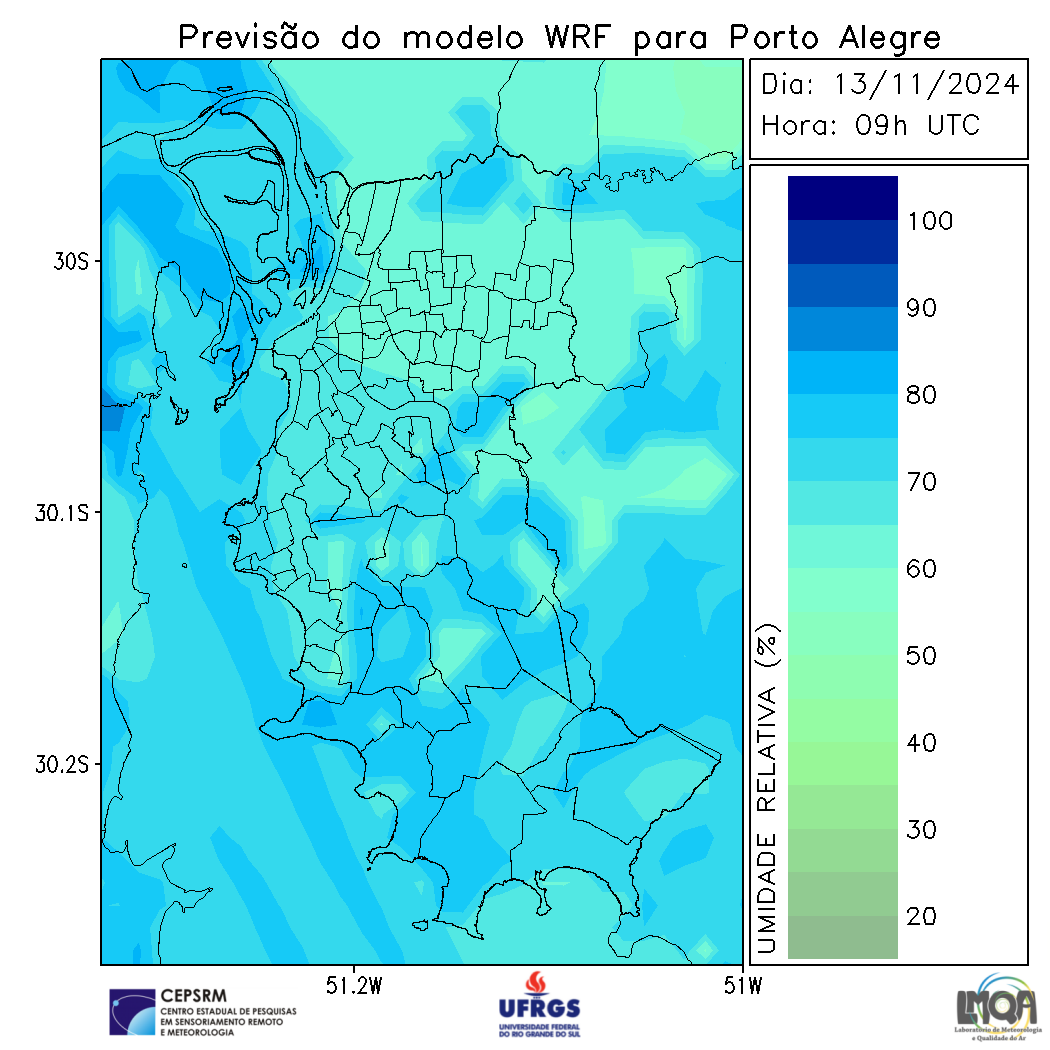 Previsão do modelo WRF para Porto Alegre
Dia: 13/11/2024
Hora: 09h UTC
30S
30.1S
30.2S
51.2W
51W
UMIDADE RELATIVA (%)
100
90
80
70
60
50
40
30
20
CEPSRM
CENTRO ESTADUAL DE PESQUISAS
EM SENSORIAMENTO REMOTO
E METEOROLOGIA
UFRGS
UNIVERSIDADE FEDERAL
DO RIO GRANDE DO SUL
LMQA
Laboratório de Meteorologia
e Qualidade do Ar